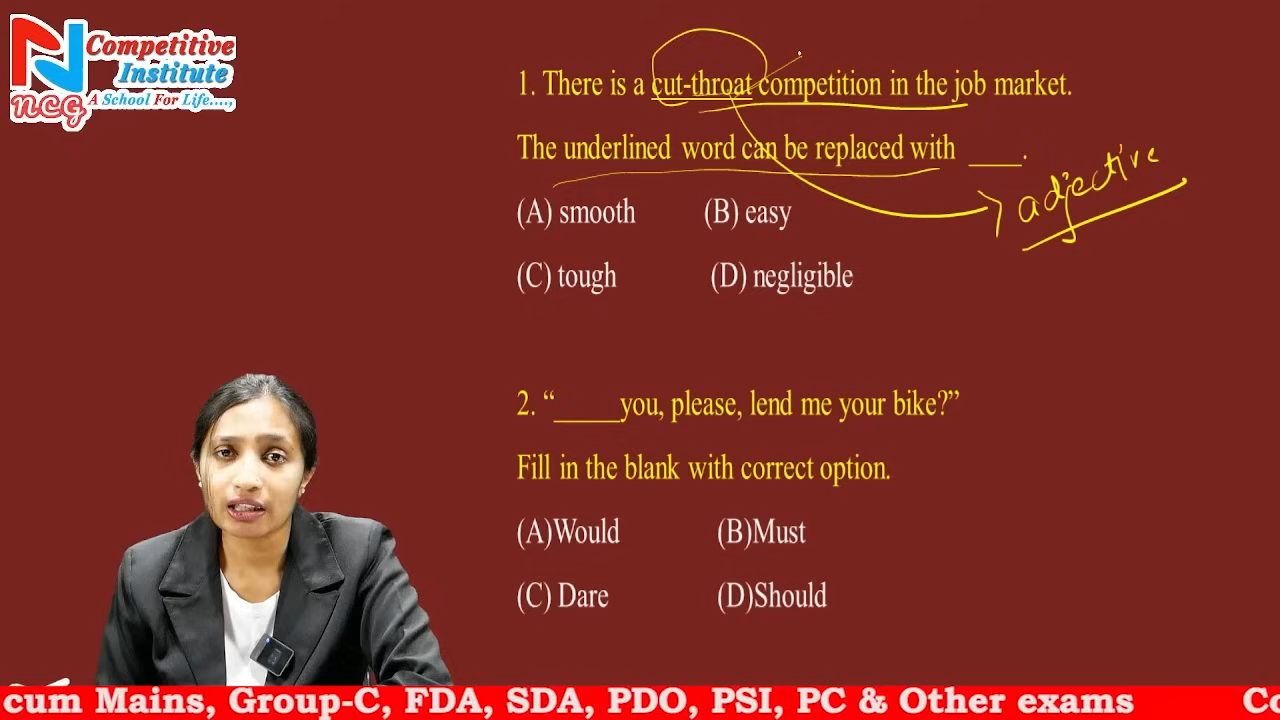 Competitive
Institute
NCG A School For Life....,
1. There is a cut-throat competition in the job market.
The underlined word can be replaced with ____.
adjective
(A) smooth (B) easy
(C) tough (D) negligible
2. “_____you, please, lend me your bike?”
Fill in the blank with correct option.
(A)Would (B)Must
(C) Dare (D)Should
cum Mains, Group-C, FDA, SDA, PDO, PSI, PC & Other exams Co